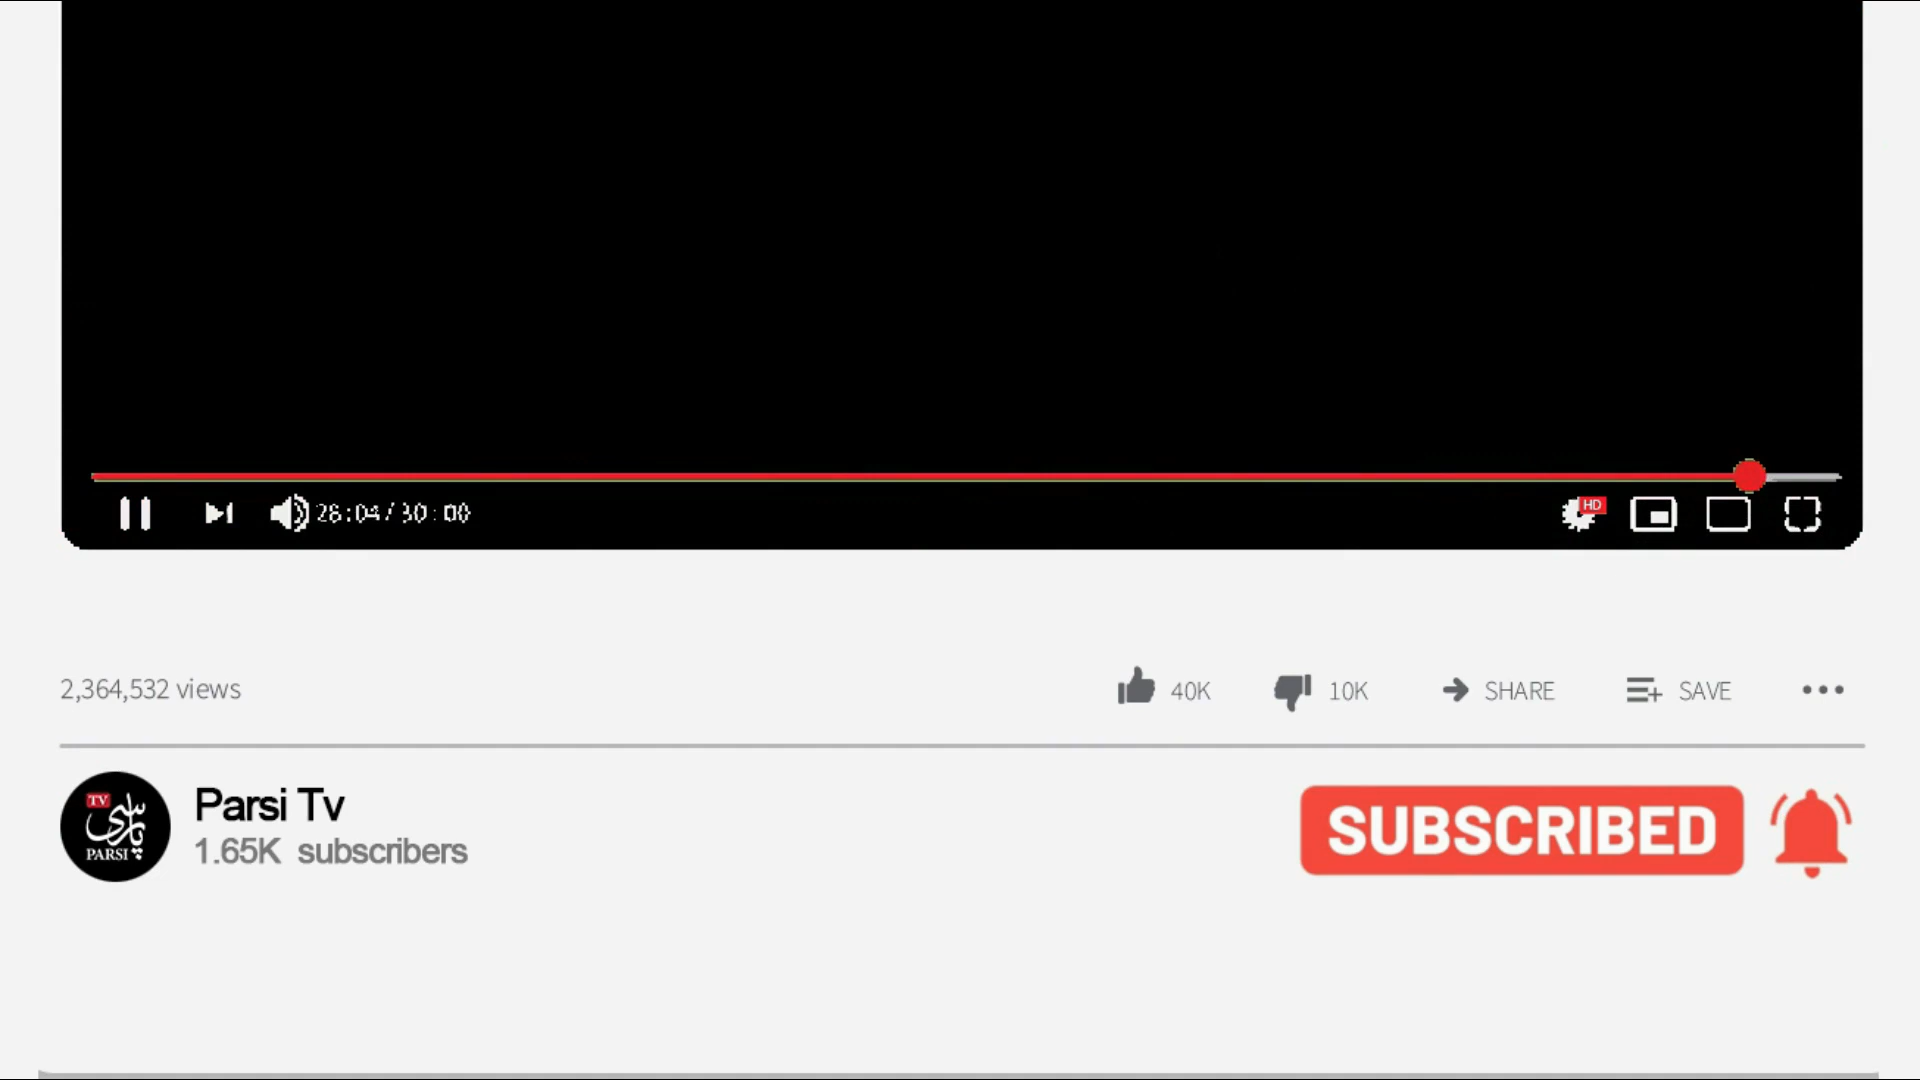 28:04 / 30:00
HD
2,364,532 views
40K
10K
SHARE
SAVE
TV
پارسی
PARSI
Parsi Tv
1.65K subscribers
SUBSCRIBED